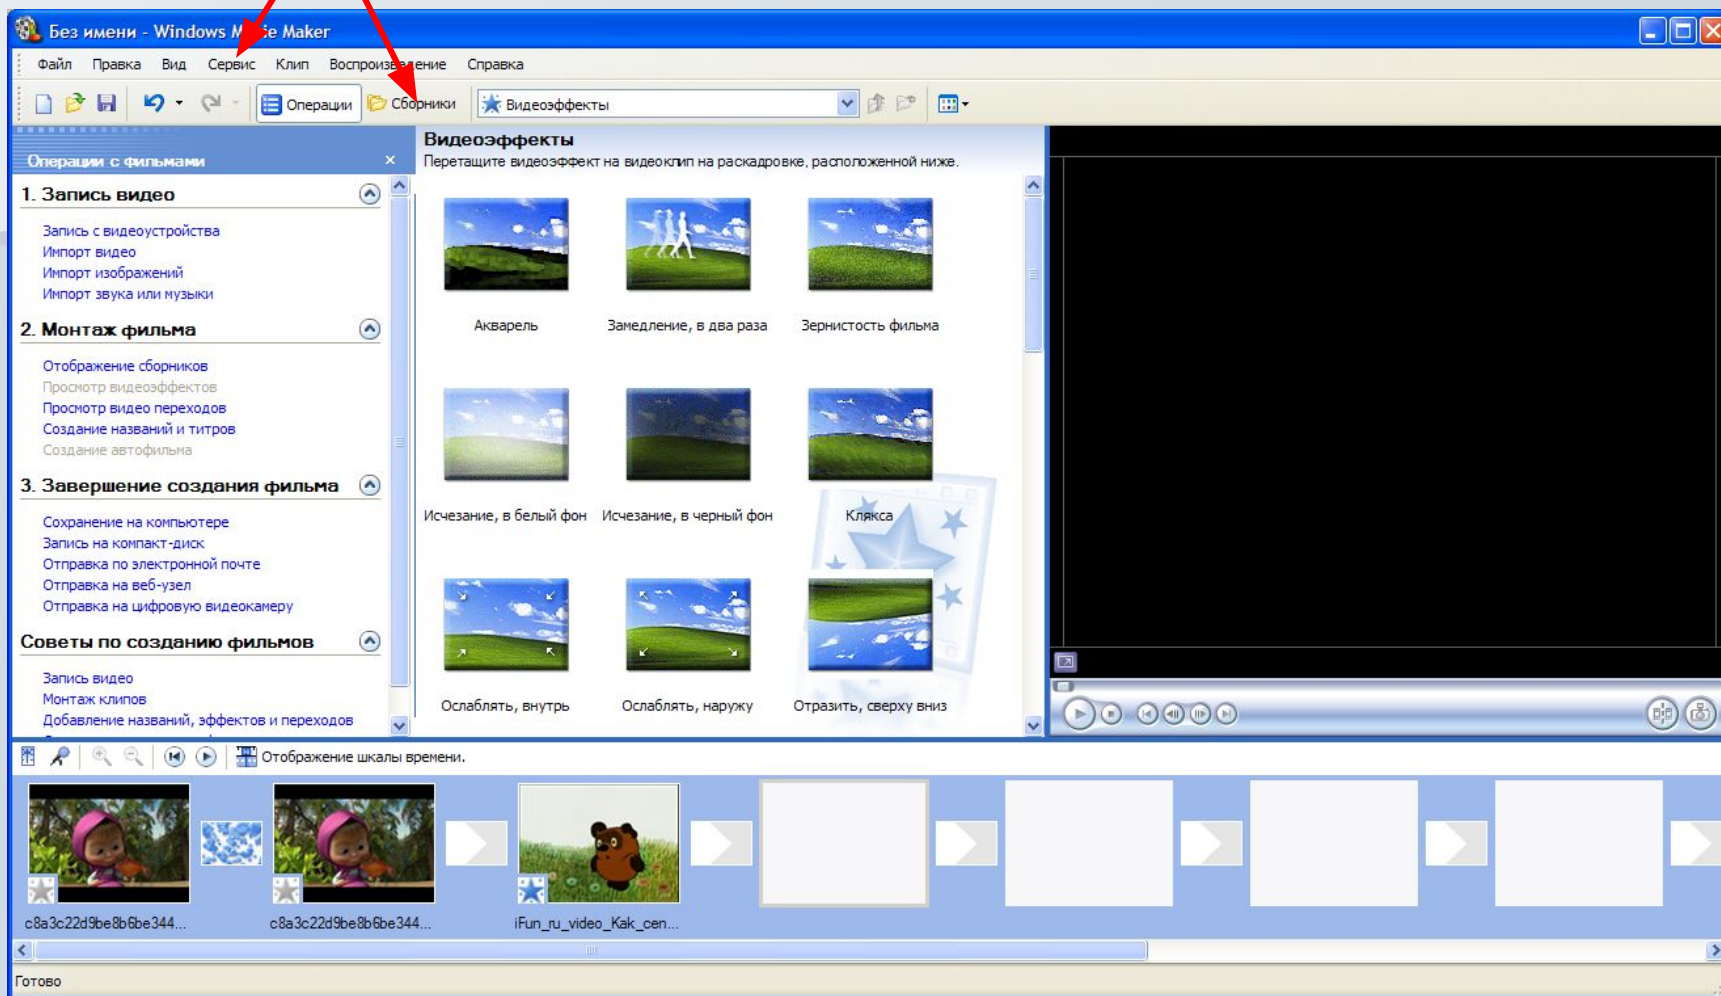 Без имени - Windows Movie Maker
Файл Правка Вид Сервис Клип Воспроизведение Справка
Операции Сборники Видеоэффекты
Операции с фильмами
1. Запись видео
Запись с видеоустройства
Импорт видео
Импорт изображений
Импорт звука или музыки
2. Монтаж фильма
Отображение сборников
Просмотр видеоэффектов
Просмотр видео переходов
Создание названий и титров
Создание автофильма
3. Завершение создания фильма
Сохранение на компьютере
Запись на компакт-диск
Отправка по электронной почте
Отправка на веб-узел
Отправка на цифровую видеокамеру
Советы по созданию фильмов
Запись видео
Монтаж клипов
Добавление названий, эффектов и переходов
Видеоэффекты
Перетащите видеоэффект на видеоклип на раскадровке, расположенной ниже.
Акварель Замедление, в два раза Зернистость фильма
Исчезание, в белый фон Исчезание, в черный фон Клякса
Ослаблять, внутрь Ослаблять, наружу Отразить, сверху вниз
Отображение шкалы времени.
c8a3c22d9be8b6be344... c8a3c22d9be8b6be344... iFun_ru_video_Kak_cen...
Готово